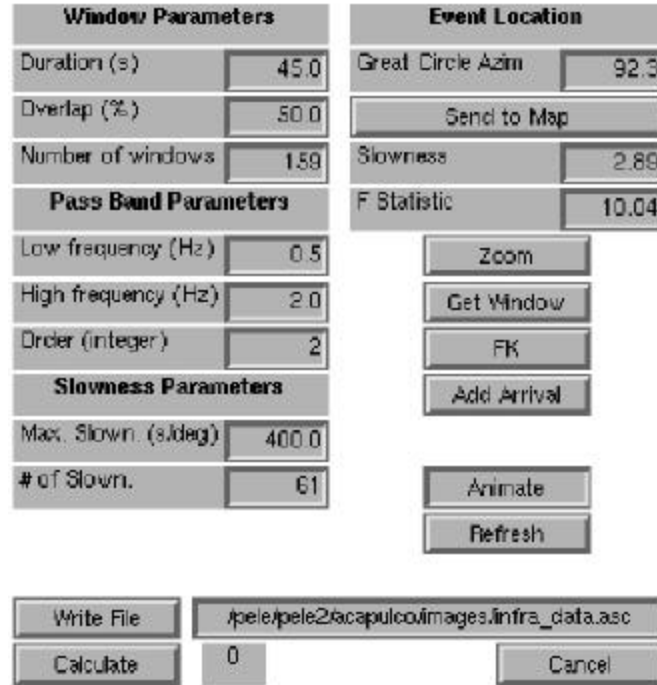 Window Parameters
Duration (s) 45.0
Overlap (%) 50.0
Number of windows 159
Pass Band Parameters
Low frequency (Hz) 0.5
High frequency (Hz) 2.0
Order (integer) 2
Slowness Parameters
Max. Slown. (s/deg) 400.0
# of Slown. 61
Event Location
Great Circle Azim 92.3
Send to Map
Slowness 2.89
F Statistic 10.04
Zoom
Get Window
FK
Add Arrival
Animate
Refresh
Write File /pele/pele2/acapulco/images/infra_data.asc
Calculate 0 Cancel